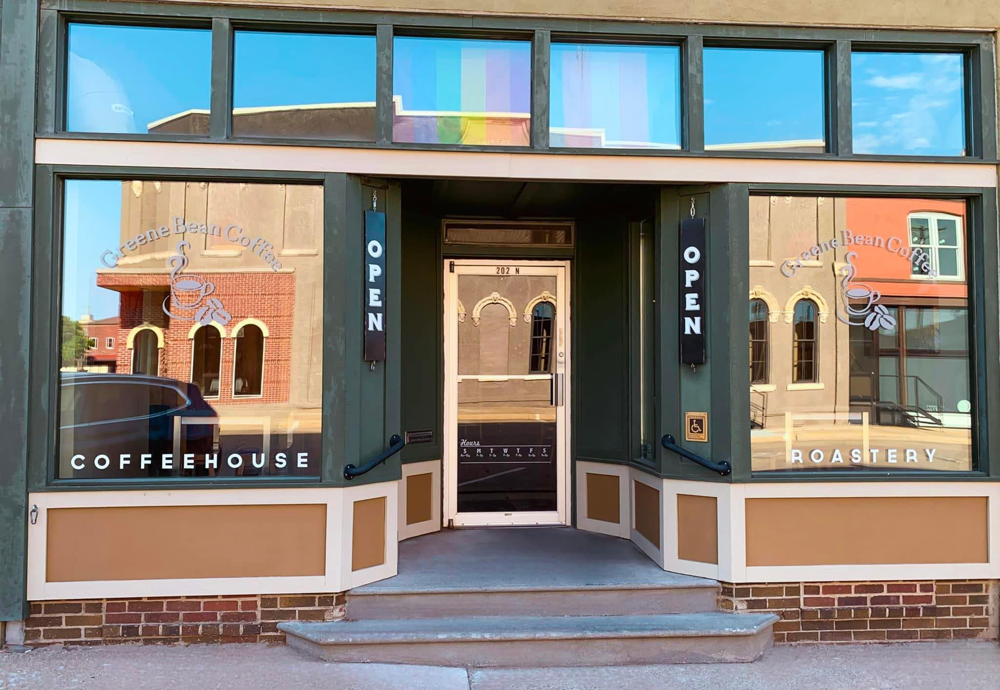 Greene Bean Coffee
Greene Bean Coffee
OPEN
OPEN
202 N
Hours
S M T W T F S
COFFEEHOUSE
ROASTERY